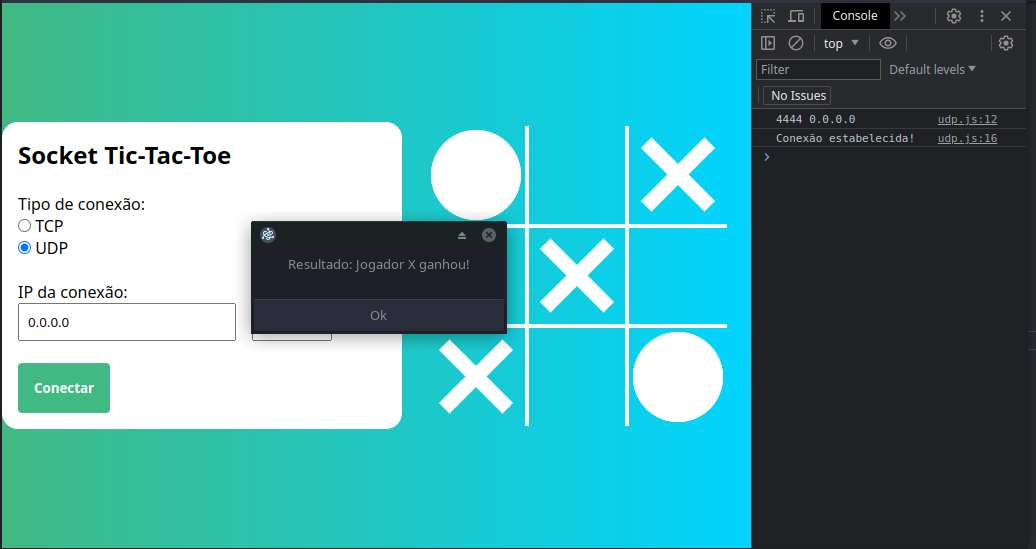 Socket Tic-Tac-Toe
Tipo de conexão:
TCP
UDP
IP da conexão:
0.0.0.0
Conectar
Resultado: Jogador X ganhou!
Ok
Console
top
Filter
Default levels
No Issues
4444 0.0.0.0 udp.js:12
Conexão estabelecida! udp.js:16